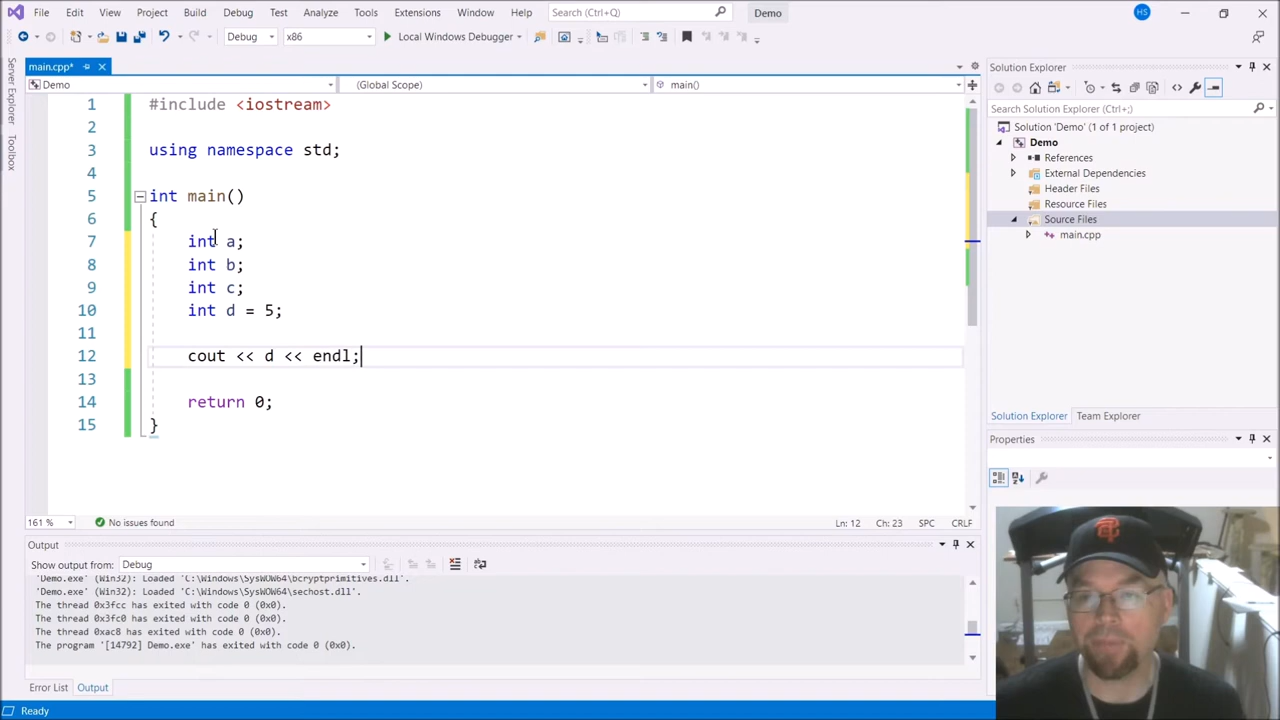 File Edit View Project Build Debug Test Analyze Tools Extensions Window Help Search (Ctrl+Q) Demo HS
Debug x86 Local Windows Debugger
Server Explorer
Toolbox
main.cpp*
Demo (Global Scope) main()
1 #include <iostream>
2
3 using namespace std;
4
5 int main()
6 {
7 int a;
8 int b;
9 int c;
10 int d = 5;
11
12 cout << d << endl;
13
14 return 0;
15 }
161 % No issues found Ln: 12 Ch: 23 SPC CRLF
Output
Show output from: Debug
'Demo.exe' (Win32): Loaded 'C:\Windows\SysWOW64\bcryptprimitives.dll'.
'Demo.exe' (Win32): Loaded 'C:\Windows\SysWOW64\sechost.dll'.
The thread 0x3fcc has exited with code 0 (0x0).
The thread 0x3fc0 has exited with code 0 (0x0).
The thread 0xac8 has exited with code 0 (0x0).
The program '[14792] Demo.exe' has exited with code 0 (0x0).
Error List Output
Ready
Solution Explorer
Search Solution Explorer (Ctrl+;)
Solution 'Demo' (1 of 1 project)
Demo
References
External Dependencies
Header Files
Resource Files
Source Files
main.cpp
Solution Explorer Team Explorer
Properties